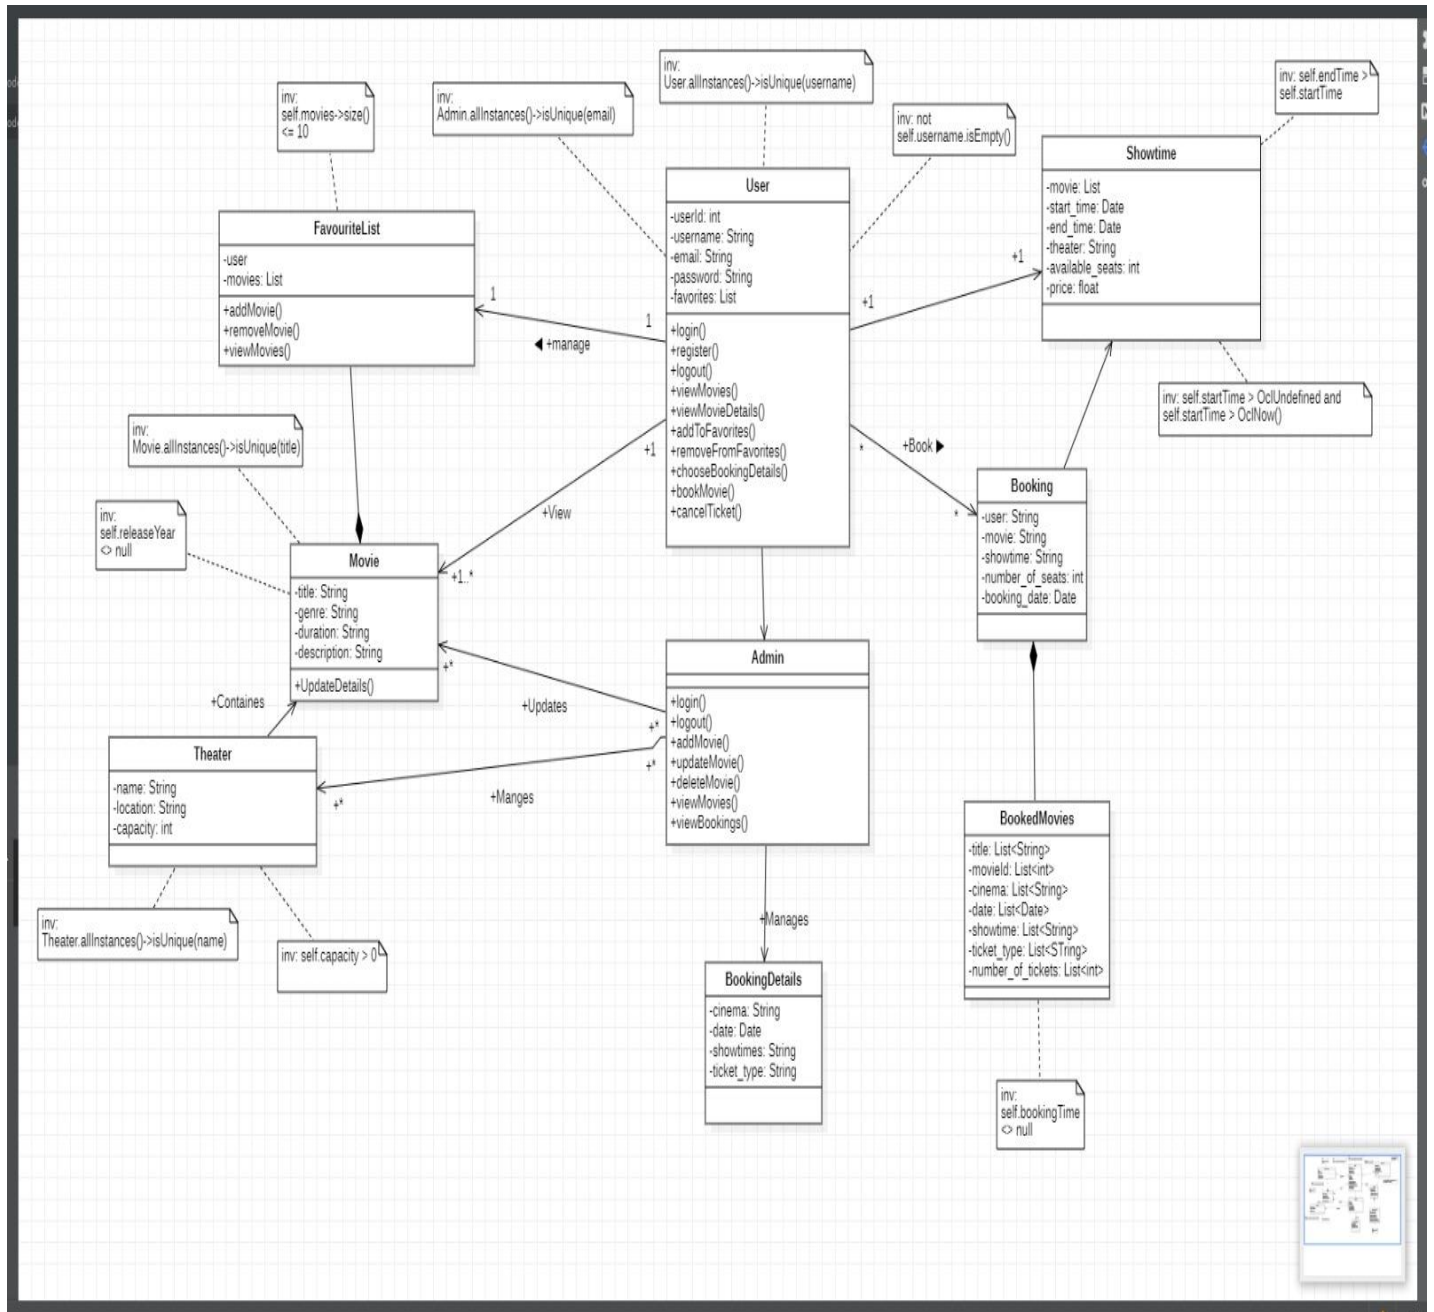 inv:
User.allInstances()->isUnique(username)
inv: self.endTime >
self.startTime
inv:
self.movies->size()
<= 10
inv:
Admin.allInstances()->isUnique(email)
inv: not
self.username.isEmpty()
Showtime
-movie: List
-start_time: Date
-end_time: Date
-theater: String
-available_seats: int
-price: float
User
-userId: int
-username: String
-email: String
-password: String
-favorites: List
+login()
+register()
+logout()
+viewMovies()
+viewMovieDetails()
+addToFavorites()
+removeFromFavorites()
+chooseBookingDetails()
+bookMovie()
+cancelTicket()
FavouriteList
-user
-movies: List
+addMovie()
+removeMovie()
+viewMovies()
1
1
+manage
+1
+1
inv: self.startTime > OclUndefined and
self.startTime > OclNow()
inv:
Movie.allInstances()->isUnique(title)
+1
+View
+1..*
*
+Book
*
Booking
-user: String
-movie: String
-showtime: String
-number_of_seats: int
-booking_date: Date
inv:
self.releaseYear
<> null
Movie
-title: String
-genre: String
-duration: String
-description: String
+UpdateDetails()
Admin
+login()
+logout()
+addMovie()
+updateMovie()
+deleteMovie()
+viewMovies()
+viewBookings()
+*
+Updates
+*
+Containes
Theater
-name: String
-location: String
-capacity: int
+*
+*
+Manges
BookedMovies
-title: List<String>
-movieId: List<int>
-cinema: List<String>
-date: List<Date>
-showtime: List<String>
-ticket_type: List<STring>
-number_of_tickets: List<int>
inv:
Theater.allInstances()->isUnique(name)
inv: self.capacity > 0
+Manages
BookingDetails
-cinema: String
-date: Date
-showtimes: String
-ticket_type: String
inv:
self.bookingTime
<> null